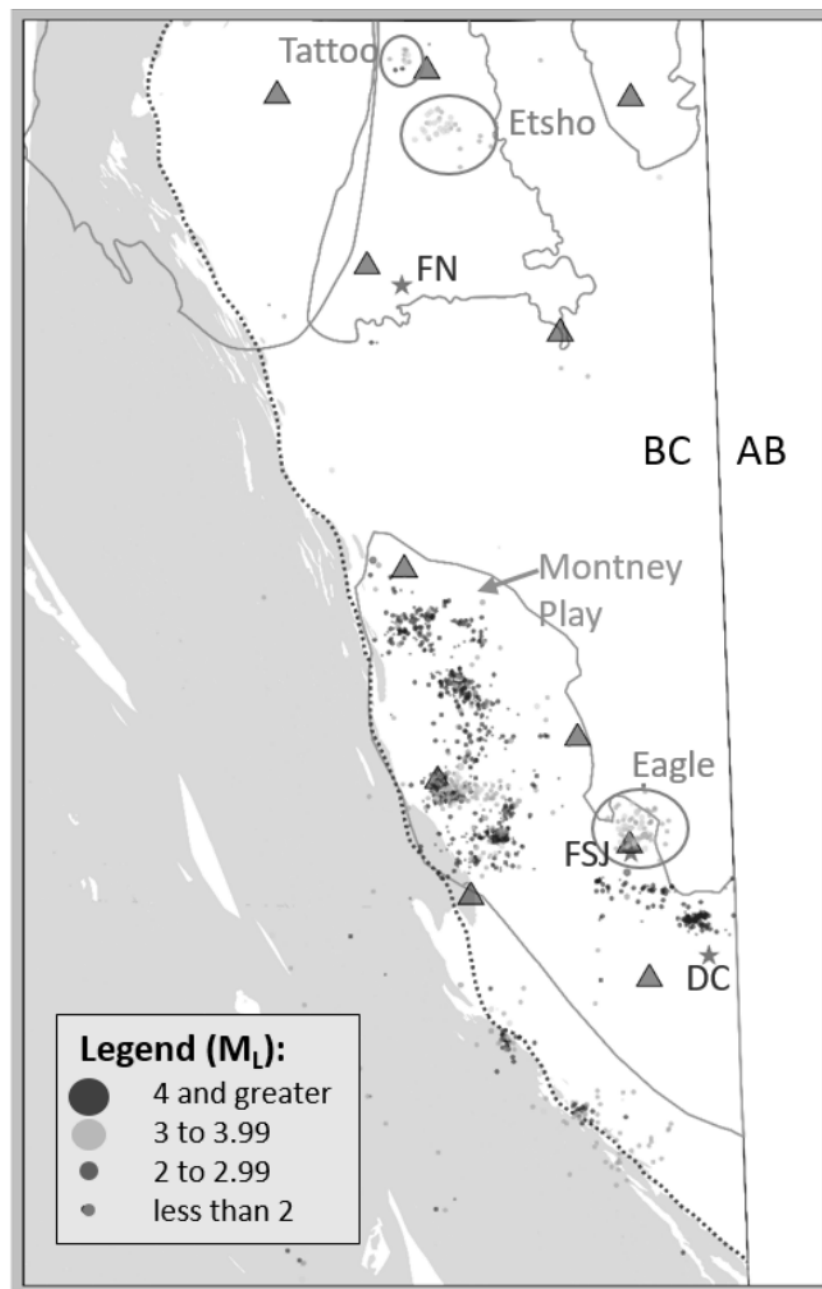 Tattoo
Etsho
FN
BC
AB
Montney
Play
Eagle
FSJ
DC
Legend (M_L):
4 and greater
3 to 3.99
2 to 2.99
less than 2